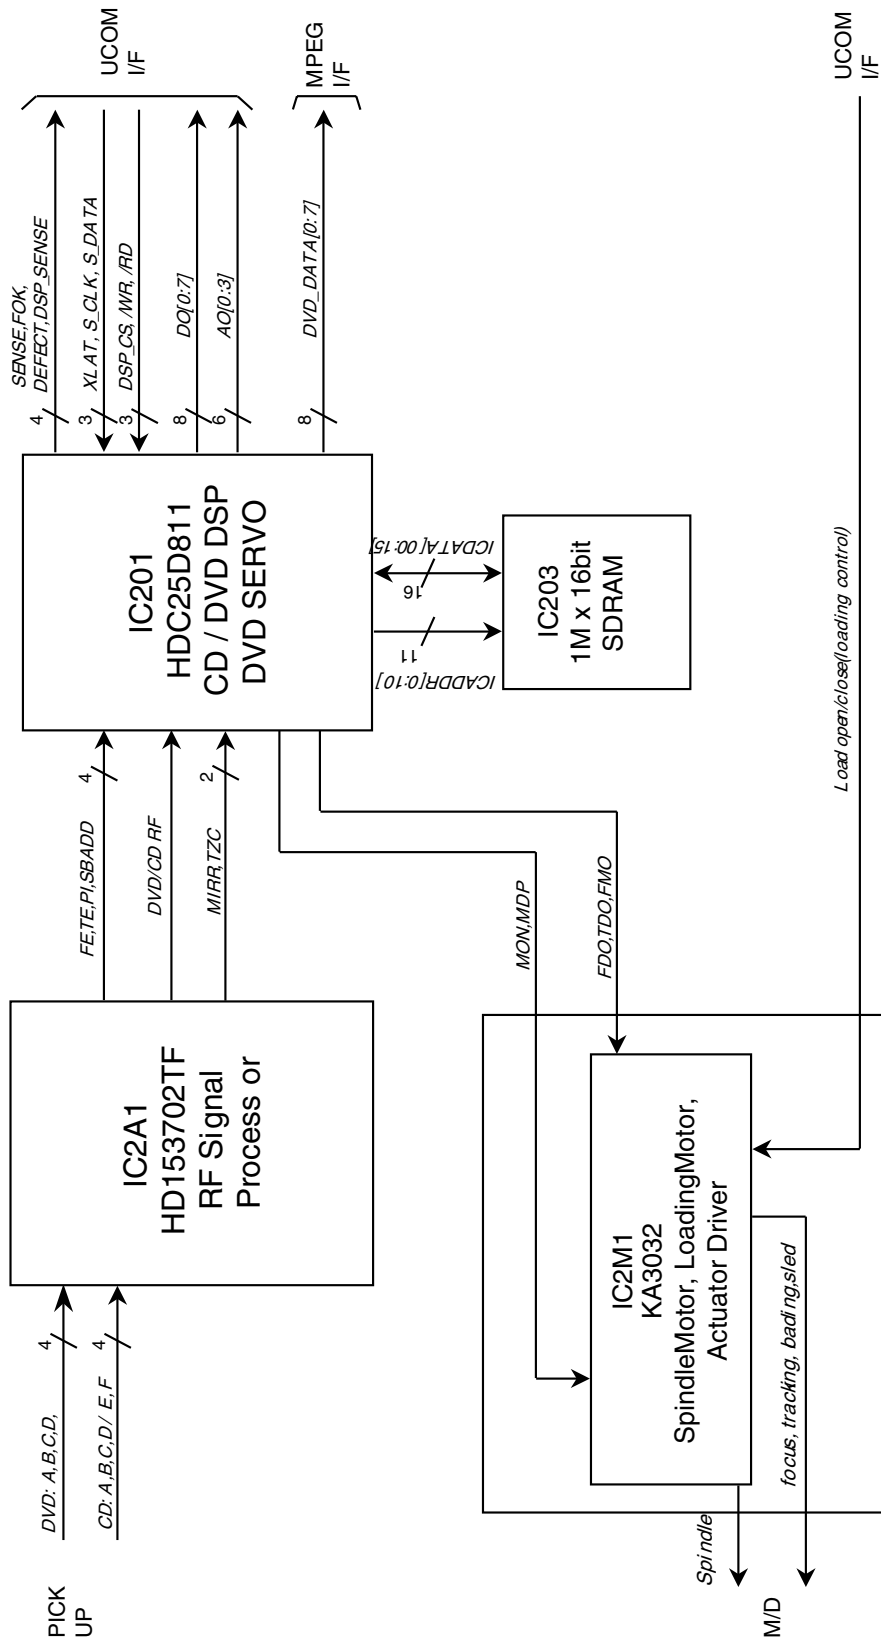 PICK
UP
DVD: A,B,C,D,
4
CD: A,B,C,D / E,F
4
IC2A1
HD153702TF
RF Signal
Process or
FE,TE,PI,SBADD
4
DVD/CD RF
MIRR,TZC
2
IC201
HDC25D811
CD / DVD DSP
DVD SERVO
SENSE,FOK,
DEFECT,DSP_SENSE
4
XLAT, S_CLK, S_DATA
3
DSP_CS, /WR, /RD
3
DO[0:7]
8
AO[0:3]
6
UCOM
I/F
DVD_DATA[0:7]
8
MPEG
I/F
ICDATA[00:15]
16
11
ICADDR[0:10]
IC203
1M x 16bit
SDRAM
MON,MDP
FDO,TDO,FMO
IC2M1
KA3032
SpindleMotor, LoadingMotor,
Actuator Driver
Load open/close(loading control)
UCOM
I/F
Spindle
focus, tracking, bading,sled
M/D